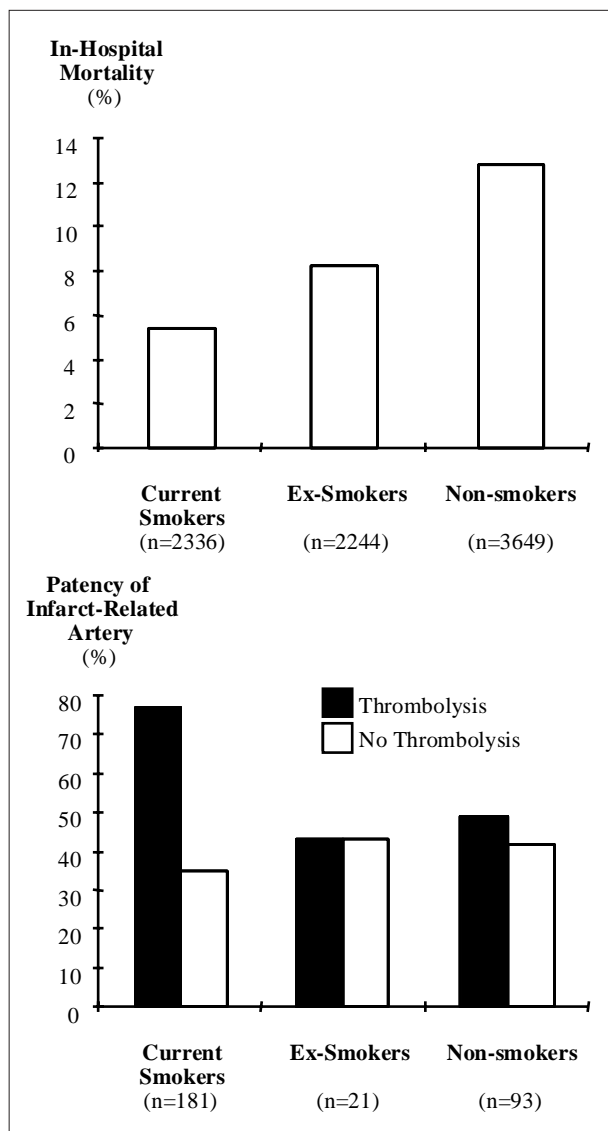 In-Hospital
Mortality
(%)
14
12
10
8
6
4
2
0
Current
Smokers
(n=2336)
Ex-Smokers
(n=2244)
Non-smokers
(n=3649)
Patency of
Infarct-Related
Artery
(%)
80
70
60
50
40
30
20
10
0
Thrombolysis
No Thrombolysis
Current
Smokers
(n=181)
Ex-Smokers
(n=21)
Non-smokers
(n=93)